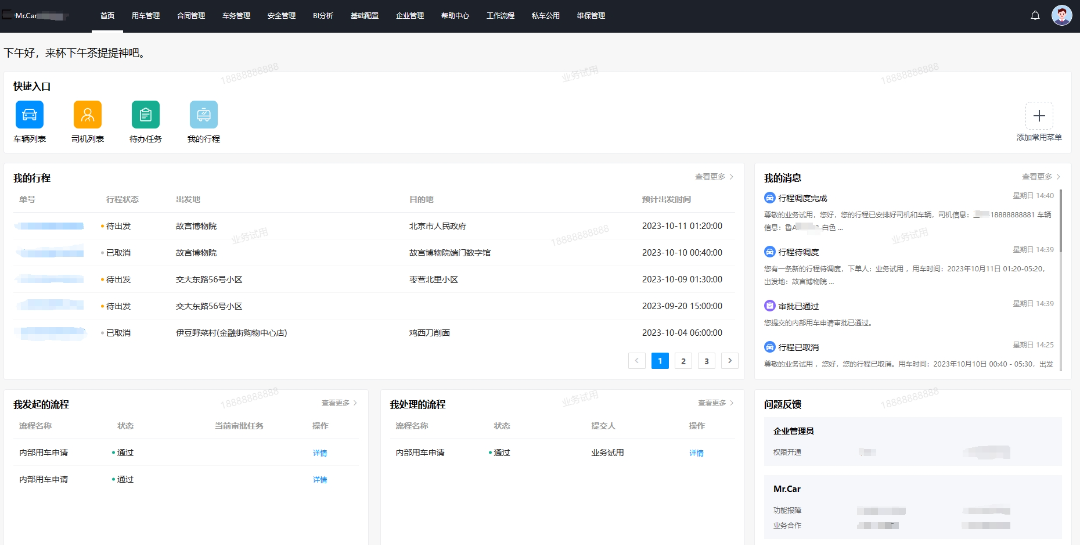 Mr.Car
首页 用车管理 合同管理 车务管理 安全管理 BI分析 基础配置 企业管理 帮助中心 工作流程 私车公用 维保管理
下午好，来杯下午茶提提神吧。
快捷入口
车辆列表 司机列表 待办任务 我的行程 添加常用菜单
我的行程 查看更多
单号 行程状态 出发地 目的地 预计出发时间
待出发 故宫博物院 北京市人民政府 2023-10-11 01:20:00
已取消 故宫博物院 故宫博物院端门数字馆 2023-10-10 00:40:00
待出发 交大东路56号小区 枣营北里小区 2023-10-09 01:30:00
待出发 交大东路56号小区 2023-09-20 15:00:00
已取消 伊豆野菜村(金融街购物中心店) 鸡西刀削面 2023-10-04 06:00:00
1 2 3
我的消息 查看更多
行程调度完成 星期日 14:40
尊敬的业务试用，您好，您的行程已安排好司机和车辆，司机信息： 18888888881 车辆
信息：鲁A 白色 ...
行程待调度 星期日 14:39
您有一条新的行程待调度，下单人：业务试用，用车时间：2023年10月11日 01:20-05:20，
出发地：故宫博物院 ...
审批已通过 星期日 14:39
您提交的内部用车申请审批已通过。
行程已取消 星期日 14:25
尊敬的业务试用，您好，您的行程已取消。用车时间：2023年10月10日 00:40 - 05:30，出发
我发起的流程 查看更多
流程名称 状态 当前审批任务 操作
内部用车申请 通过 详情
内部用车申请 通过 详情
我处理的流程 查看更多
流程名称 状态 提交人 操作
内部用车申请 通过 业务试用 详情
问题反馈
企业管理员
权限开通
Mr.Car
功能报障
业务合作
18888888888
业务试用
18888888888
业务试用
18888888888
业务试用
18888888888
业务试用
18888888888